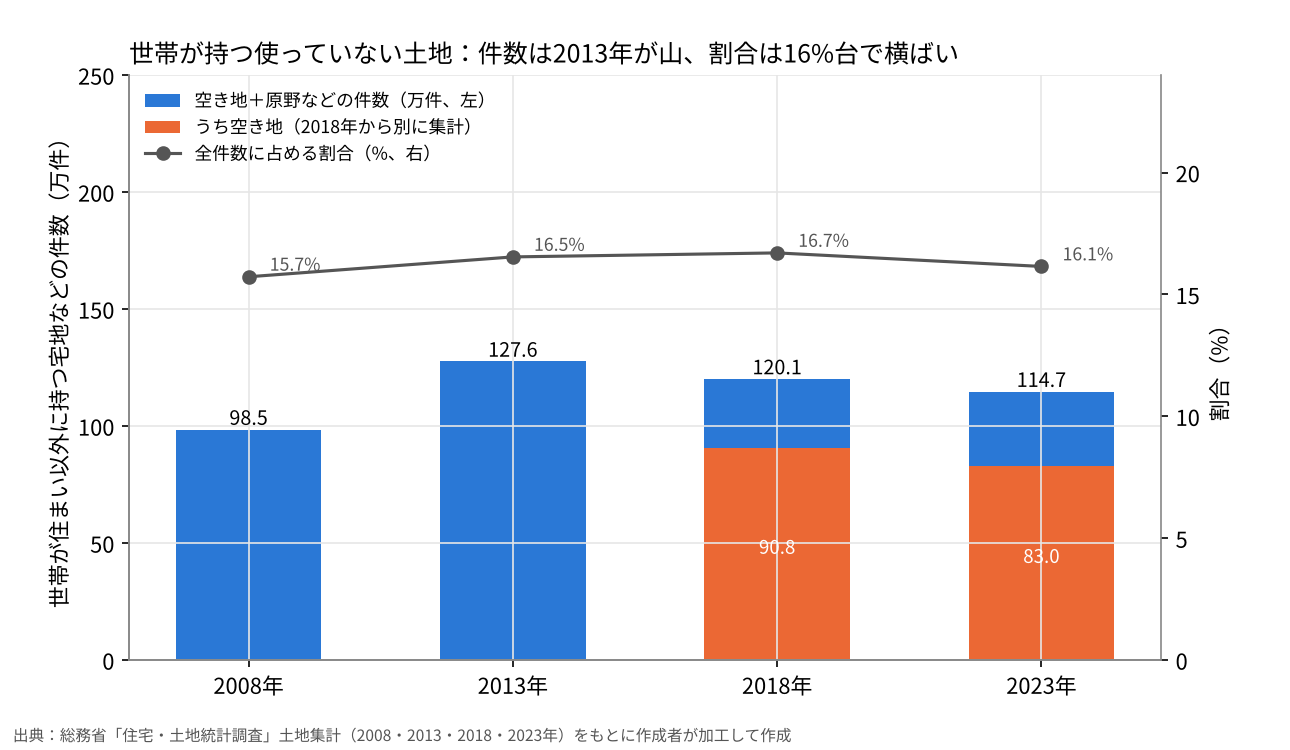 世帯が持つ使っていない土地：件数は2013年が山、割合は16%台で横ばい
空き地＋原野などの件数（万件、左）
うち空き地（2018年から別に集計）
全件数に占める割合（%、右）
世帯が住まい以外に持つ宅地などの件数（万件）
250
200
150
100
50
0
20
15
10
5
0
割合（%）
15.7%
16.5%
16.7%
16.1%
98.5
127.6
120.1
114.7
90.8
83.0
2008年
2013年
2018年
2023年
出典：総務省「住宅・土地統計調査」土地集計（2008・2013・2018・2023年）をもとに作成者が加工して作成